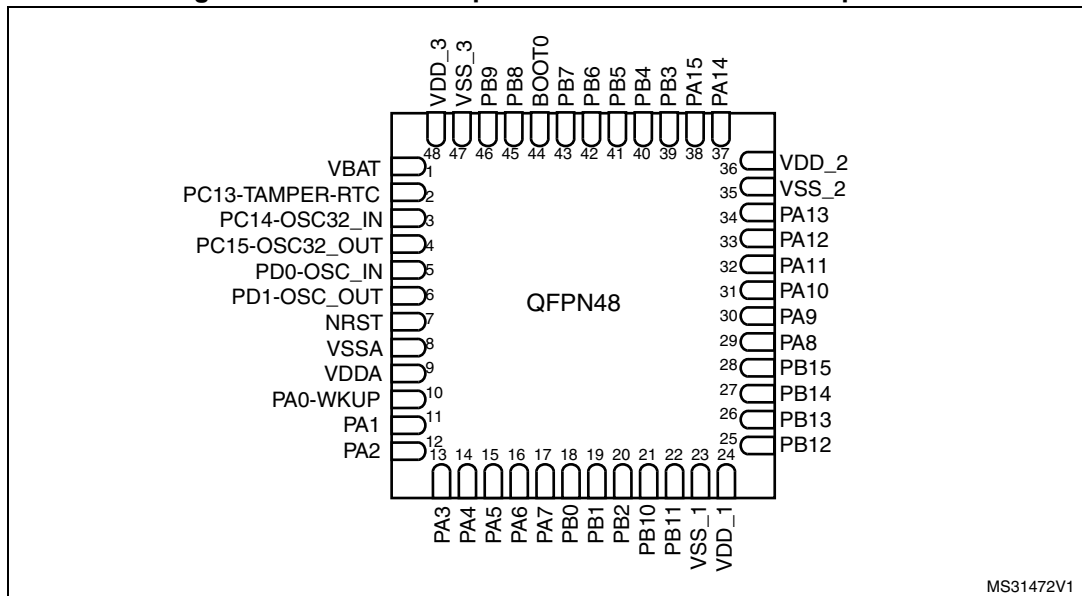 VDD_3
VSS_3
PB9
PB8
BOOT0
PB7
PB6
PB5
PB4
PB3
PA15
PA14
48 47 46 45 44 43 42 41 40 39 38 37
VBAT 1
PC13-TAMPER-RTC 2
PC14-OSC32_IN 3
PC15-OSC32_OUT 4
PD0-OSC_IN 5
PD1-OSC_OUT 6
NRST 7
VSSA 8
VDDA 9
PA0-WKUP 10
PA1 11
PA2 12
QFPN48
36 VDD_2
35 VSS_2
34 PA13
33 PA12
32 PA11
31 PA10
30 PA9
29 PA8
28 PB15
27 PB14
26 PB13
25 PB12
13 14 15 16 17 18 19 20 21 22 23 24
PA3
PA4
PA5
PA6
PA7
PB0
PB1
PB2
PB10
PB11
VSS_1
VDD_1
MS31472V1